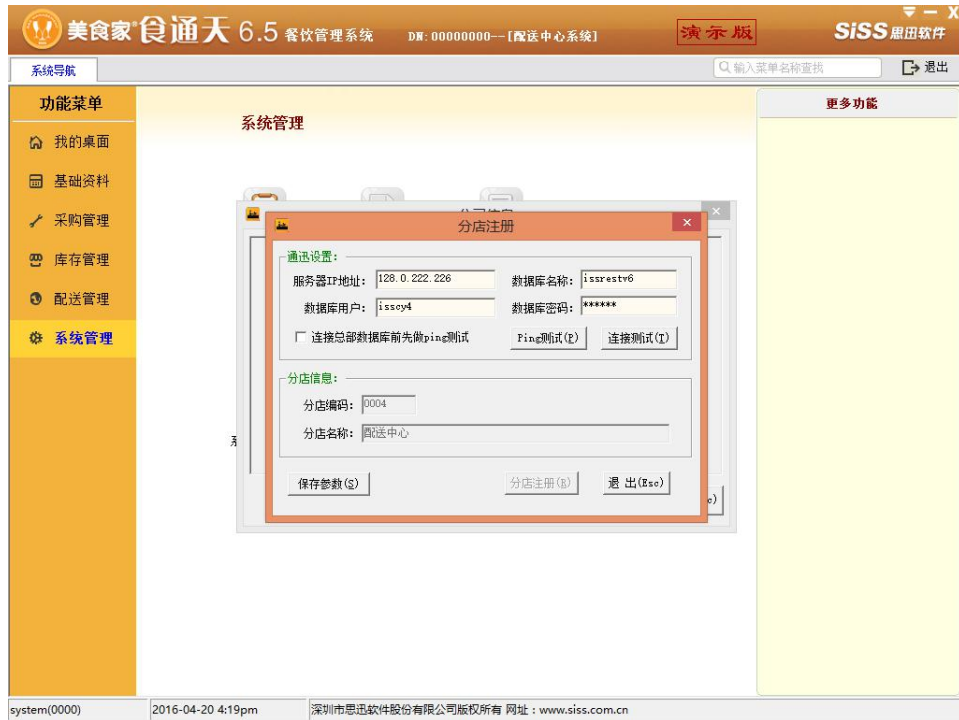 美食家 食通天 6.5 餐饮管理系统 DN:00000000--[配送中心系统] 演示版 SiSS 思迅软件
系统导航 输入菜单名称查找 退出
功能菜单
我的桌面
基础资料
采购管理
库存管理
配送管理
系统管理
系统管理
更多功能
分店注册
通讯设置:
服务器IP地址: 128.0.222.226 数据库名称: issrestv6
数据库用户: isscy4 数据库密码: ******
连接总部数据库前先做ping测试 Ping测试(P) 连接测试(T)
分店信息:
分店编码: 0004
分店名称: 配送中心
保存参数(S) 分店注册(R) 退 出(Esc)
system(0000) 2016-04-20 4:19pm 深圳市思迅软件股份有限公司版权所有 网址：www.siss.com.cn